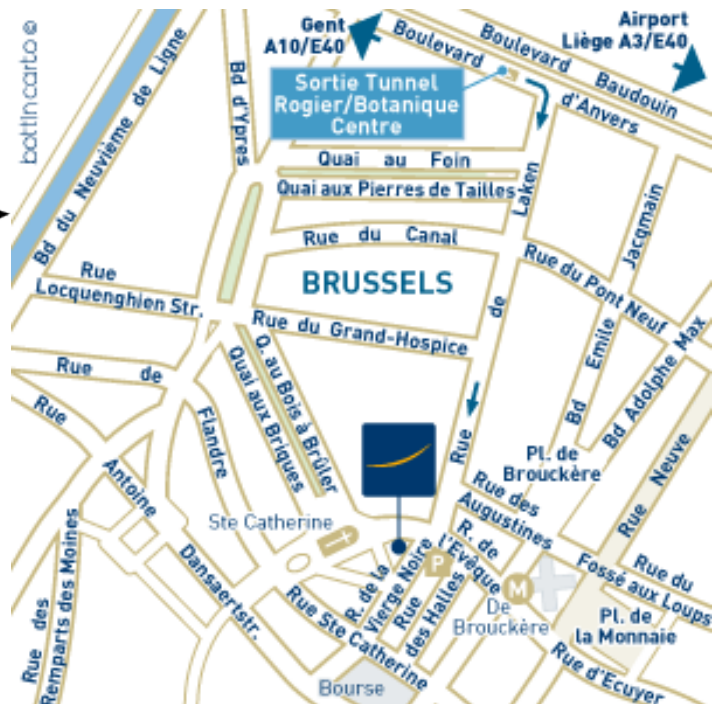 bottin carto ©
Gent
A10/E40
Airport
Liège A3/E40
Boulevard Baudouin
Boulevard d'Anvers
Sortie Tunnel
Rogier/Botanique
Centre
Bd du Neuvième de Ligne
Bd d'Ypres
Quai au Foin
Quai aux Pierres de Tailles
Rue de Laken
Jacqmain
Rue du Canal
Rue du Pont Neuf
BRUSSELS
Rue
Locquenghien Str.
Rue du Grand-Hospice
Bd Emile
Bd Adolphe Max
Rue de
Flandre
Q. au Bois à Brûler
Quai aux Briques
Rue
Antoine
Dansaertstr.
Pl. de
Brouckère
Rue Neuve
Rue des
Augustines
Ste Catherine
R. de
l'Evêque
P
R. de la
Vierge Noire
Rue
des Halles
M
De
Brouckère
Rue du
Fossé aux Loups
Pl. de
la Monnaie
Rue des
Remparts des Moines
Rue Ste Catherine
Bourse
Rue d'Ecuyer